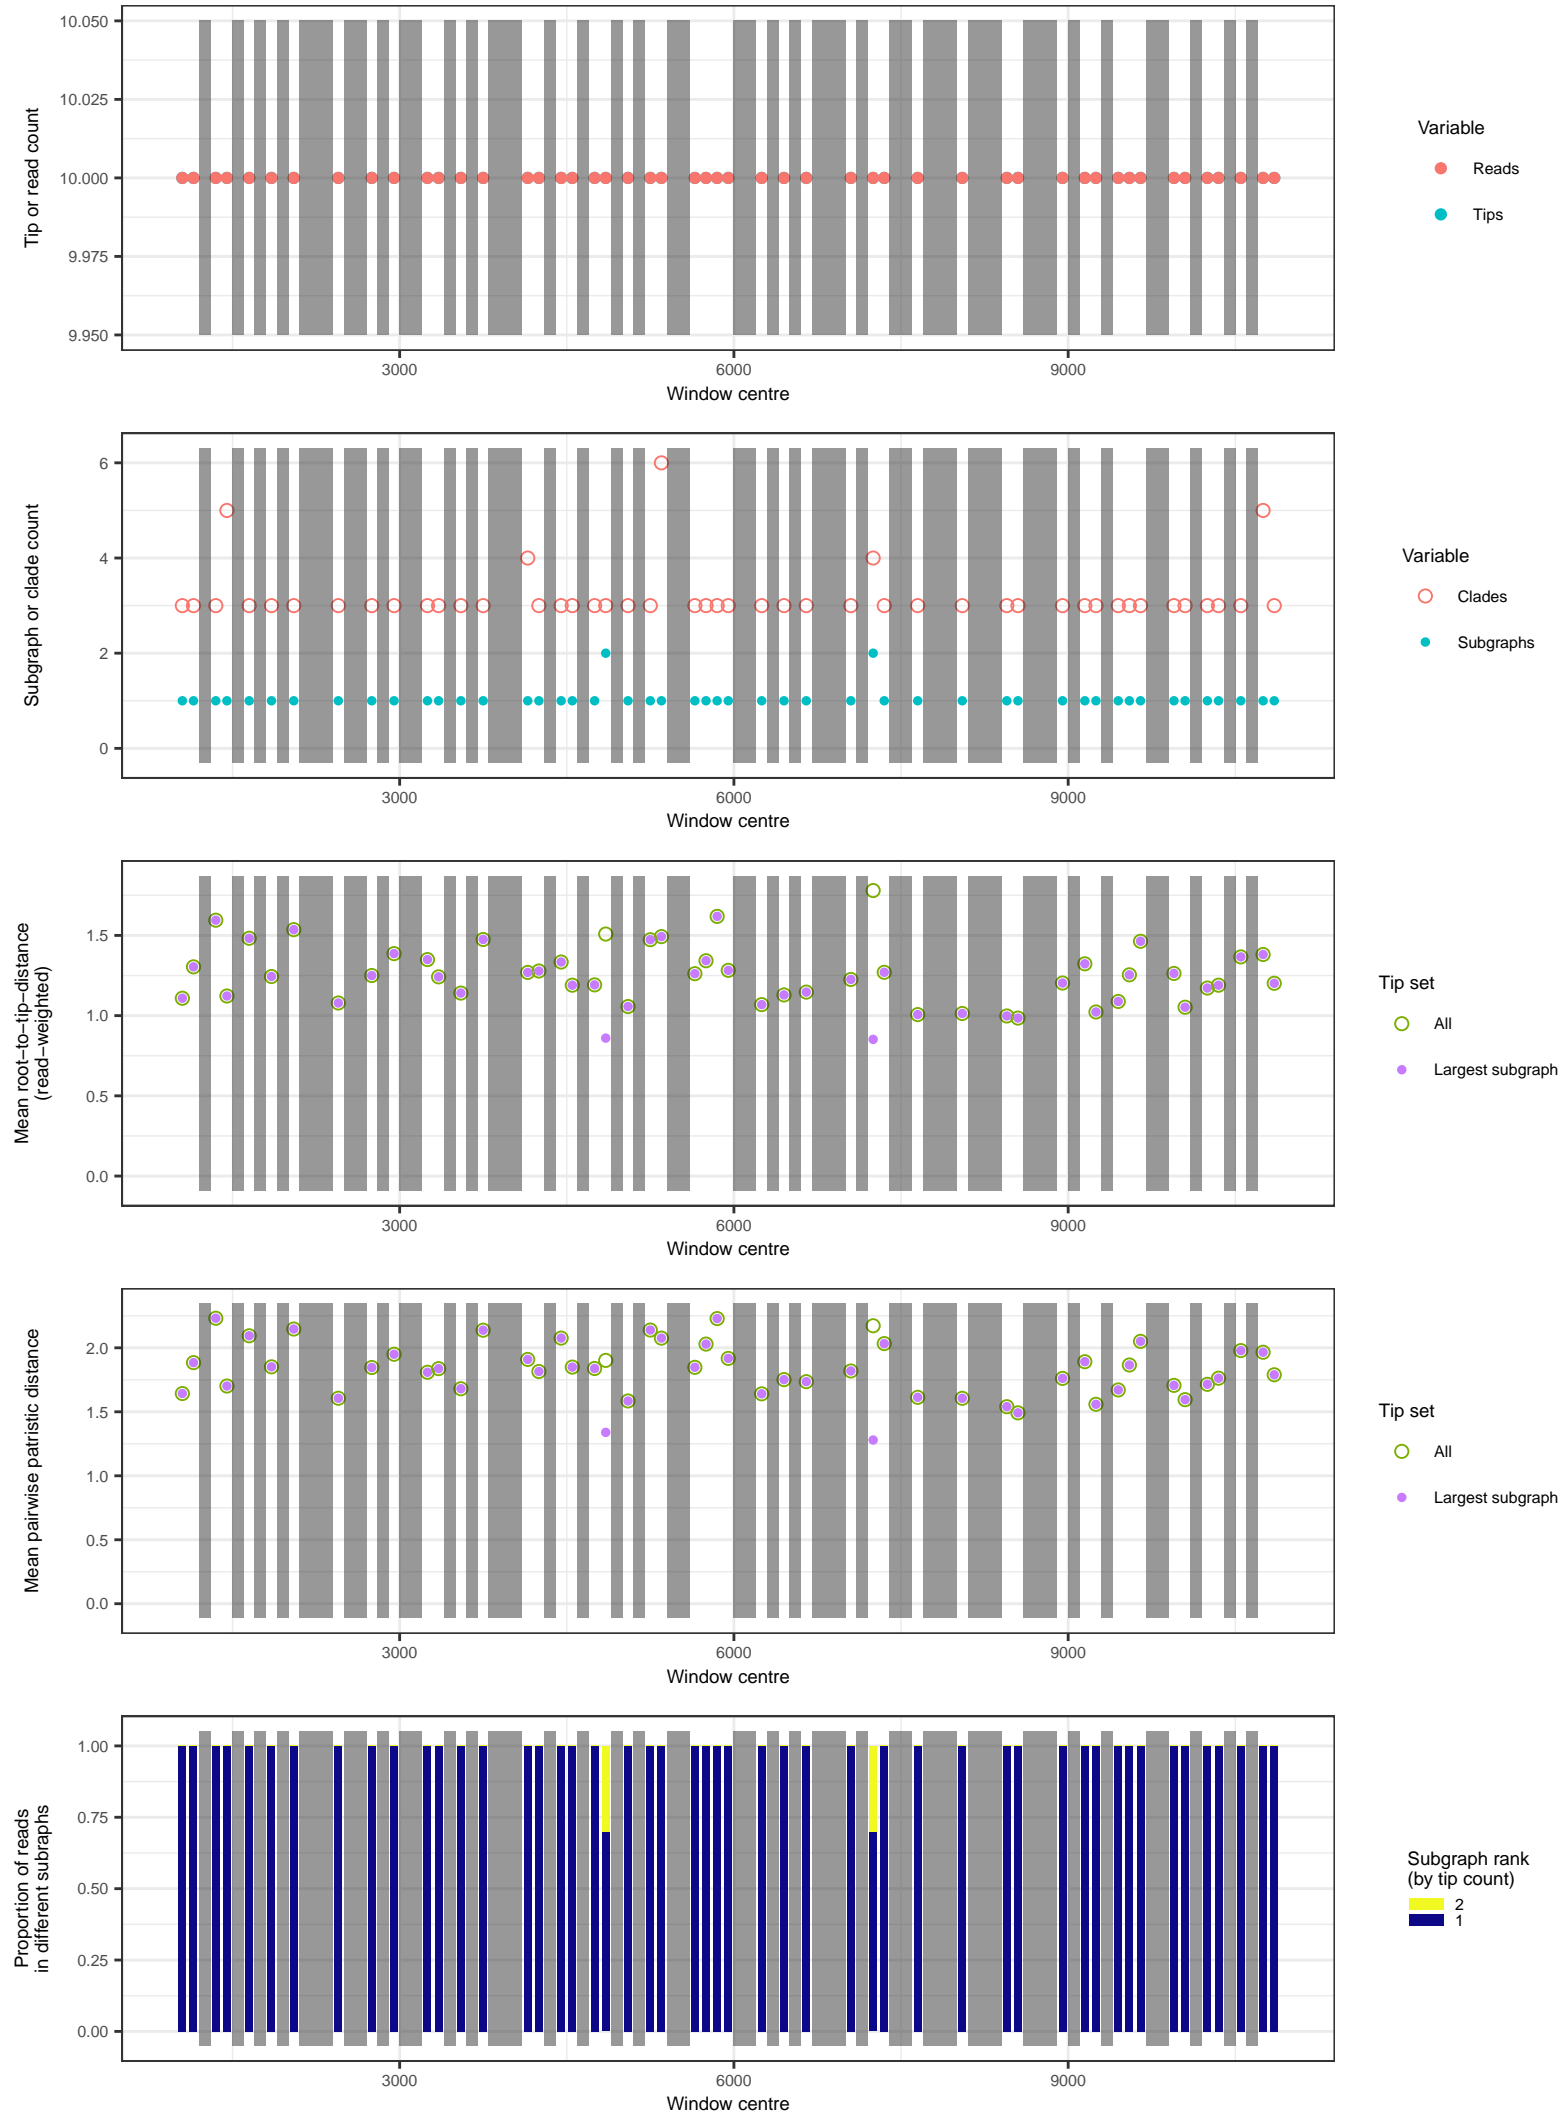 10.050
10.025
10.000
9.975
9.950
Tip or read count
3000 6000 9000
Window centre
Variable
Reads
Tips
6
4
2
0
Subgraph or clade count
3000 6000 9000
Window centre
Variable
Clades
Subgraphs
1.5
1.0
0.5
0.0
Mean root-to-tip-distance
(read-weighted)
3000 6000 9000
Window centre
Tip set
All
Largest subgraph
2.0
1.5
1.0
0.5
0.0
Mean pairwise patristic distance
3000 6000 9000
Window centre
Tip set
All
Largest subgraph
1.00
0.75
0.50
0.25
0.00
Proportion of reads
in different subraphs
3000 6000 9000
Window centre
Subgraph rank
(by tip count)
2
1